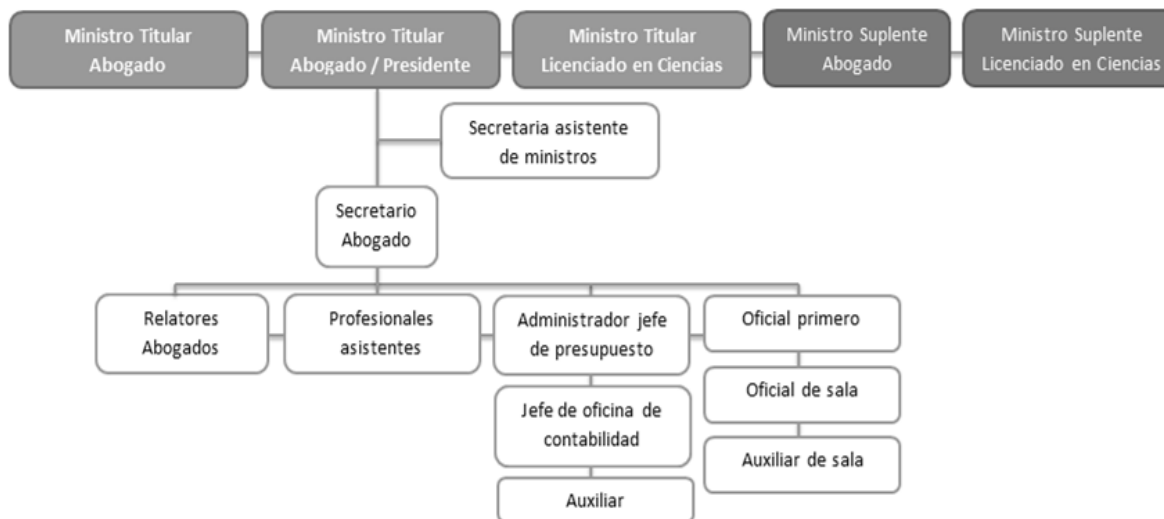 Ministro Titular
Abogado
Ministro Titular
Abogado / Presidente
Ministro Titular
Licenciado en Ciencias
Ministro Suplente
Abogado
Ministro Suplente
Licenciado en Ciencias
Secretaria asistente
de ministros
Secretario
Abogado
Relatores
Abogados
Profesionales
asistentes
Administrador jefe
de presupuesto
Oficial primero
Jefe de oficina de
contabilidad
Oficial de sala
Auxiliar
Auxiliar de sala